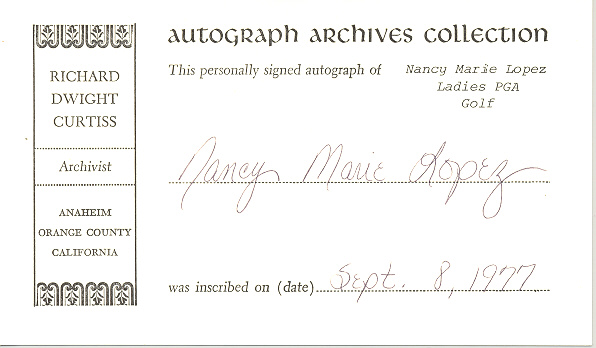 RICHARD
DWIGHT
CURTISS
Archivist
ANAHEIM
ORANGE COUNTY
CALIFORNIA
autograph archives collection
This personally signed autograph of Nancy Marie Lopez
Ladies PGA
Golf
Nancy Marie Lopez
was inscribed on (date) Sept. 8, 1977